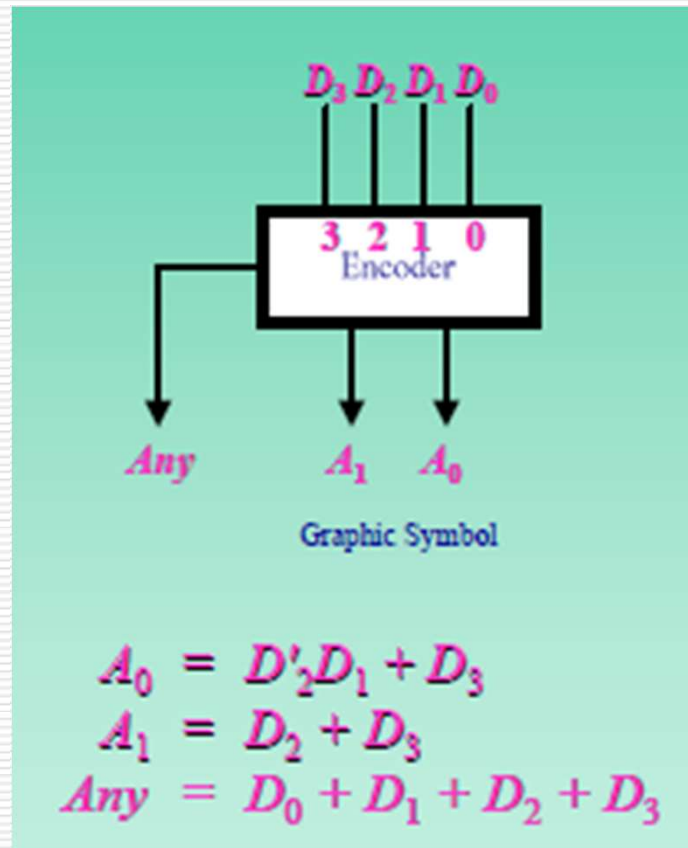 D₃ D₂ D₁ D₀
3 2 1 0
Encoder
Any A₁ A₀
Graphic Symbol
A₀ = D'₂D₁ + D₃
A₁ = D₂ + D₃
Any = D₀ + D₁ + D₂ + D₃